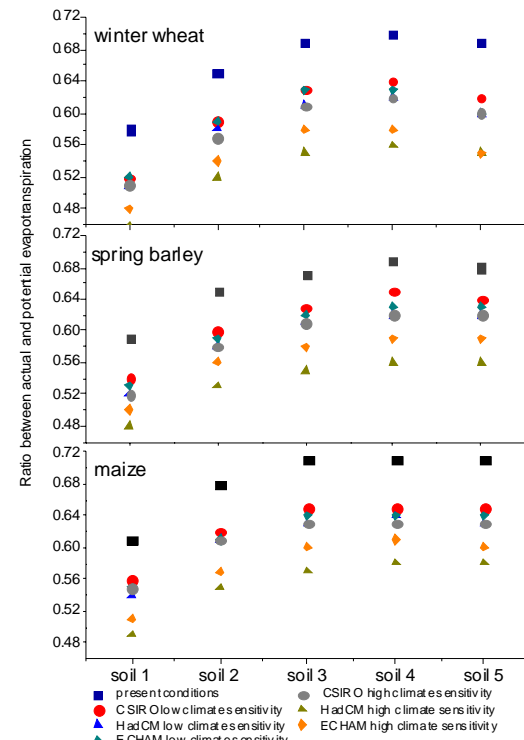 Ratio between actual and potential evapotranspiration
0.72
winter wheat
0.68
0.64
0.60
0.56
0.52
0.48
0.72
spring barley
0.68
0.64
0.60
0.56
0.52
0.48
0.72
maize
0.68
0.64
0.60
0.56
0.52
0.48
soil 1 soil 2 soil 3 soil 4 soil 5
present conditions CSIRO high climate sensitivity
CSIRO low climate sensitivity HadCM high climate sensitivity
HadCM low climate sensitivity ECHAM high climate sensitivity
ECHAM low climate sensitivity